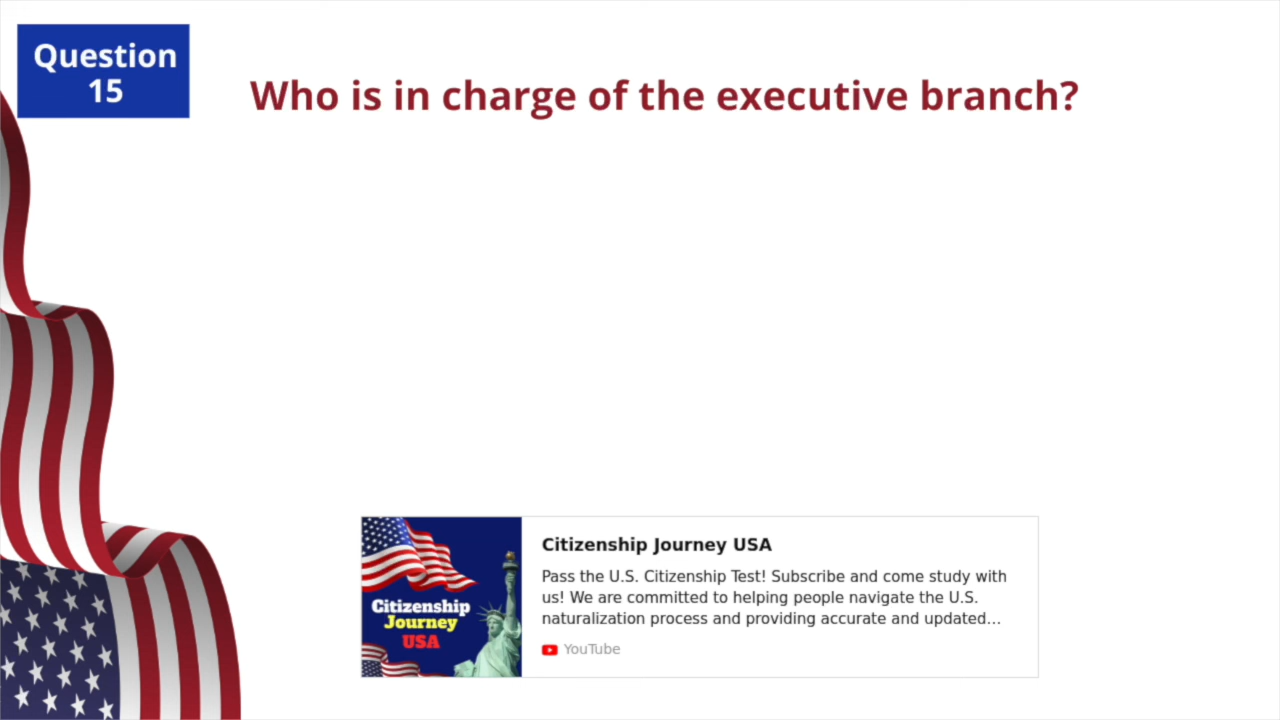 Question
15
Who is in charge of the executive branch?
Citizenship
Journey
USA
Citizenship Journey USA
Pass the U.S. Citizenship Test! Subscribe and come study with
us! We are committed to helping people navigate the U.S.
naturalization process and providing accurate and updated...
YouTube